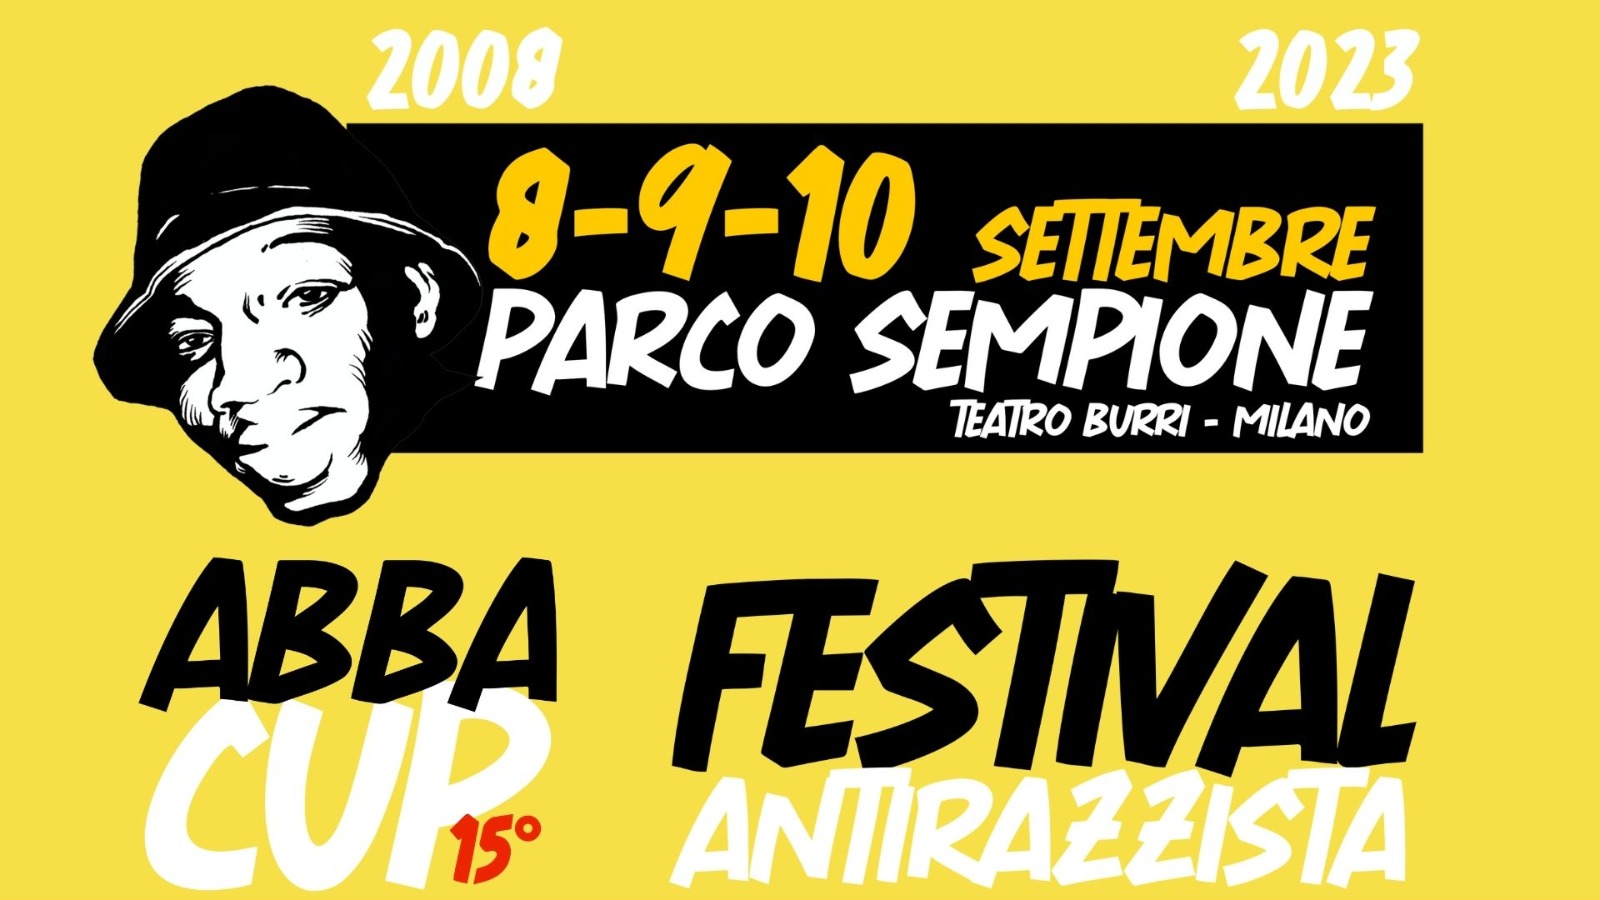 2008 2023
8-9-10 SETTEMBRE
PARCO SEMPIONE
TEATRO BURRI - MILANO
ABBA
CUP 15°
FESTIVAL
ANTIRAZZISTA